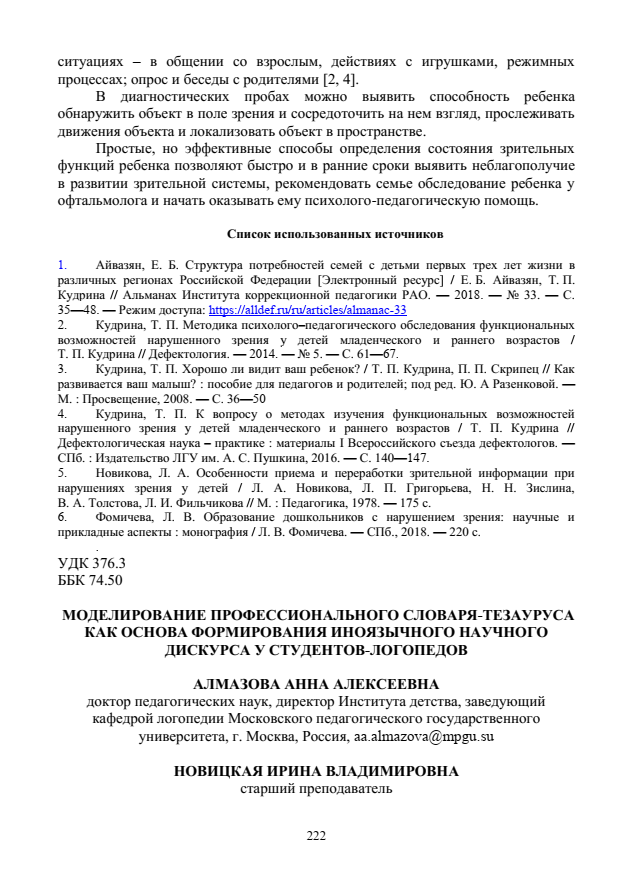 ситуациях – в общении со взрослым, действиях с игрушками, режимных
процессах; опрос и беседы с родителями [2, 4].
В диагностических пробах можно выявить способность ребенка
обнаружить объект в поле зрения и сосредоточить на нем взгляд, прослеживать
движения объекта и локализовать объект в пространстве.
Простые, но эффективные способы определения состояния зрительных
функций ребенка позволяют быстро и в ранние сроки выявить неблагополучие
в развитии зрительной системы, рекомендовать семье обследование ребенка у
офтальмолога и начать оказывать ему психолого-педагогическую помощь.
Список использованных источников
1. Айвазян, Е. Б. Структура потребностей семей с детьми первых трех лет жизни в
различных регионах Российской Федерации [Электронный ресурс] / Е. Б. Айвазян, Т. П.
Кудрина // Альманах Института коррекционной педагогики РАО. — 2018. — № 33. — С.
35—48. — Режим доступа: https://alldef.ru/ru/articles/almanac-33
2. Кудрина, Т. П. Методика психолого–педагогического обследования функциональных
возможностей нарушенного зрения у детей младенческого и раннего возрастов /
Т. П. Кудрина // Дефектология. — 2014. — № 5. — С. 61—67.
3. Кудрина, Т. П. Хорошо ли видит ваш ребенок? / Т. П. Кудрина, П. П. Скрипец // Как
развивается ваш малыш? : пособие для педагогов и родителей; под ред. Ю. А Разенковой. —
М. : Просвещение, 2008. — С. 36—50
4. Кудрина, Т. П. К вопросу о методах изучения функциональных возможностей
нарушенного зрения у детей младенческого и раннего возрастов / Т. П. Кудрина //
Дефектологическая наука – практике : материалы I Всероссийского съезда дефектологов. —
СПб. : Издательство ЛГУ им. А. С. Пушкина, 2016. — С. 140—147.
5. Новикова, Л. А. Особенности приема и переработки зрительной информации при
нарушениях зрения у детей / Л. А. Новикова, Л. П. Григорьева, Н. Н. Зислина,
В. А. Толстова, Л. И. Фильчикова // М. : Педагогика, 1978. — 175 с.
6. Фомичева, Л. В. Образование дошкольников с нарушением зрения: научные и
прикладные аспекты : монография / Л. В. Фомичева. — СПб., 2018. — 220 с.
.
УДК 376.3
ББК 74.50
МОДЕЛИРОВАНИЕ ПРОФЕССИОНАЛЬНОГО СЛОВАРЯ-ТЕЗАУРУСА
КАК ОСНОВА ФОРМИРОВАНИЯ ИНОЯЗЫЧНОГО НАУЧНОГО
ДИСКУРСА У СТУДЕНТОВ-ЛОГОПЕДОВ
АЛМАЗОВА АННА АЛЕКСЕЕВНА
доктор педагогических наук, директор Института детства, заведующий
кафедрой логопедии Московского педагогического государственного
университета, г. Москва, Россия, aa.almazova@mpgu.su
НОВИЦКАЯ ИРИНА ВЛАДИМИРОВНА
старший преподаватель
222